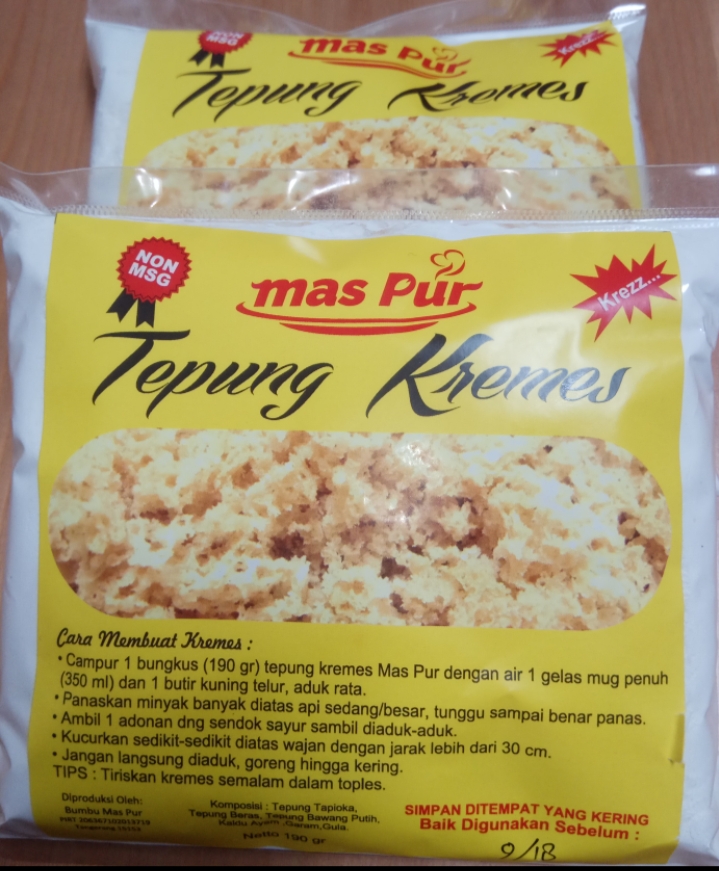 NON
MSG
mas Pur
Krezz...
Tepung Kremes
NON
MSG
mas Pur
Krezz...
Tepung Kremes
Cara Membuat Kremes :
• Campur 1 bungkus (190 gr) tepung kremes Mas Pur dengan air 1 gelas mug penuh
(350 ml) dan 1 butir kuning telur, aduk rata.
• Panaskan minyak banyak diatas api sedang/besar, tunggu sampai benar panas.
• Ambil 1 adonan dng sendok sayur sambil diaduk-aduk.
• Kucurkan sedikit-sedikit diatas wajan dengan jarak lebih dari 30 cm.
• Jangan langsung diaduk, goreng hingga kering.
TIPS : Tiriskan kremes semalam dalam toples.
Diproduksi Oleh:
Bumbu Mas Pur
Tangerang
Komposisi : Tepung Tapioka,
Tepung Beras, Tepung Bawang Putih,
Kaldu Ayam ,Garam,Gula.
Netto 190 gr
SIMPAN DITEMPAT YANG KERING
Baik Digunakan Sebelum :
9/18